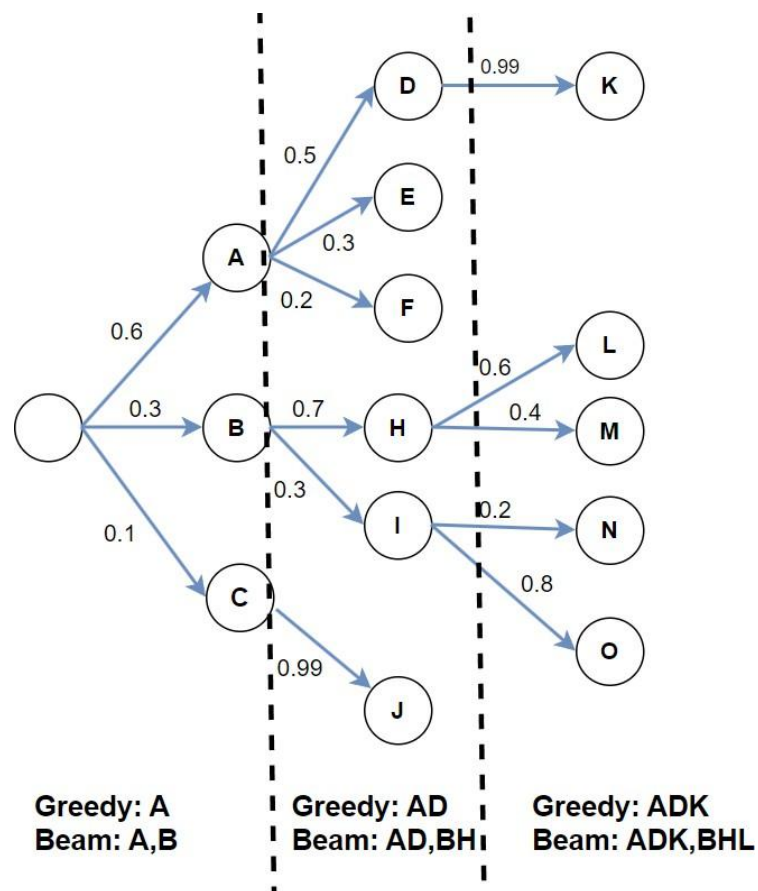 D
0.99
K
0.5
E
0.3
A
0.2
F
0.6
L
0.6
0.4
0.3
B
0.7
H
M
0.3
0.2
I
N
0.1
0.8
C
O
0.99
J
Greedy: A
Beam: A,B
Greedy: AD
Beam: AD,BH
Greedy: ADK
Beam: ADK,BHL